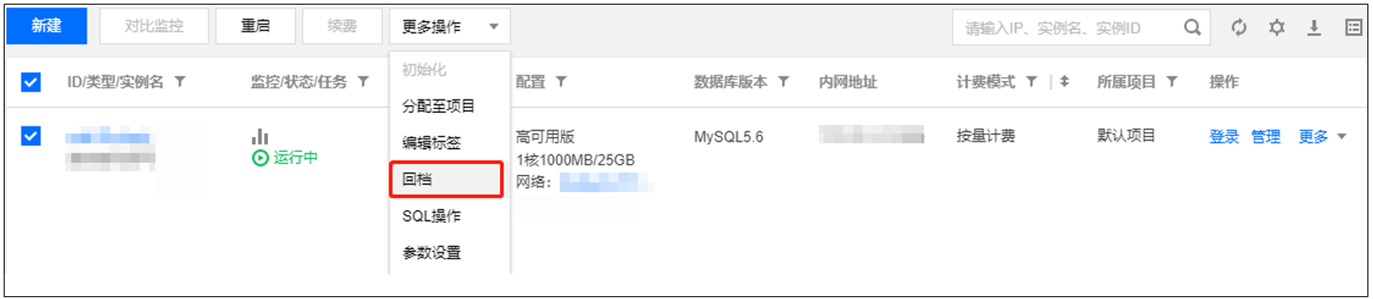 新建 对比监控 重启 续费 更多操作 请输入IP、实例名、实例ID
初始化
ID/类型/实例名 监控/状态/任务 配置 数据库版本 内网地址 计费模式 所属项目 操作
分配至项目
高可用版 MySQL5.6 按量计费 默认项目 登录 管理 更多
编辑标签
运行中 1核1000MB/25GB
回档 网络：
SQL操作
参数设置